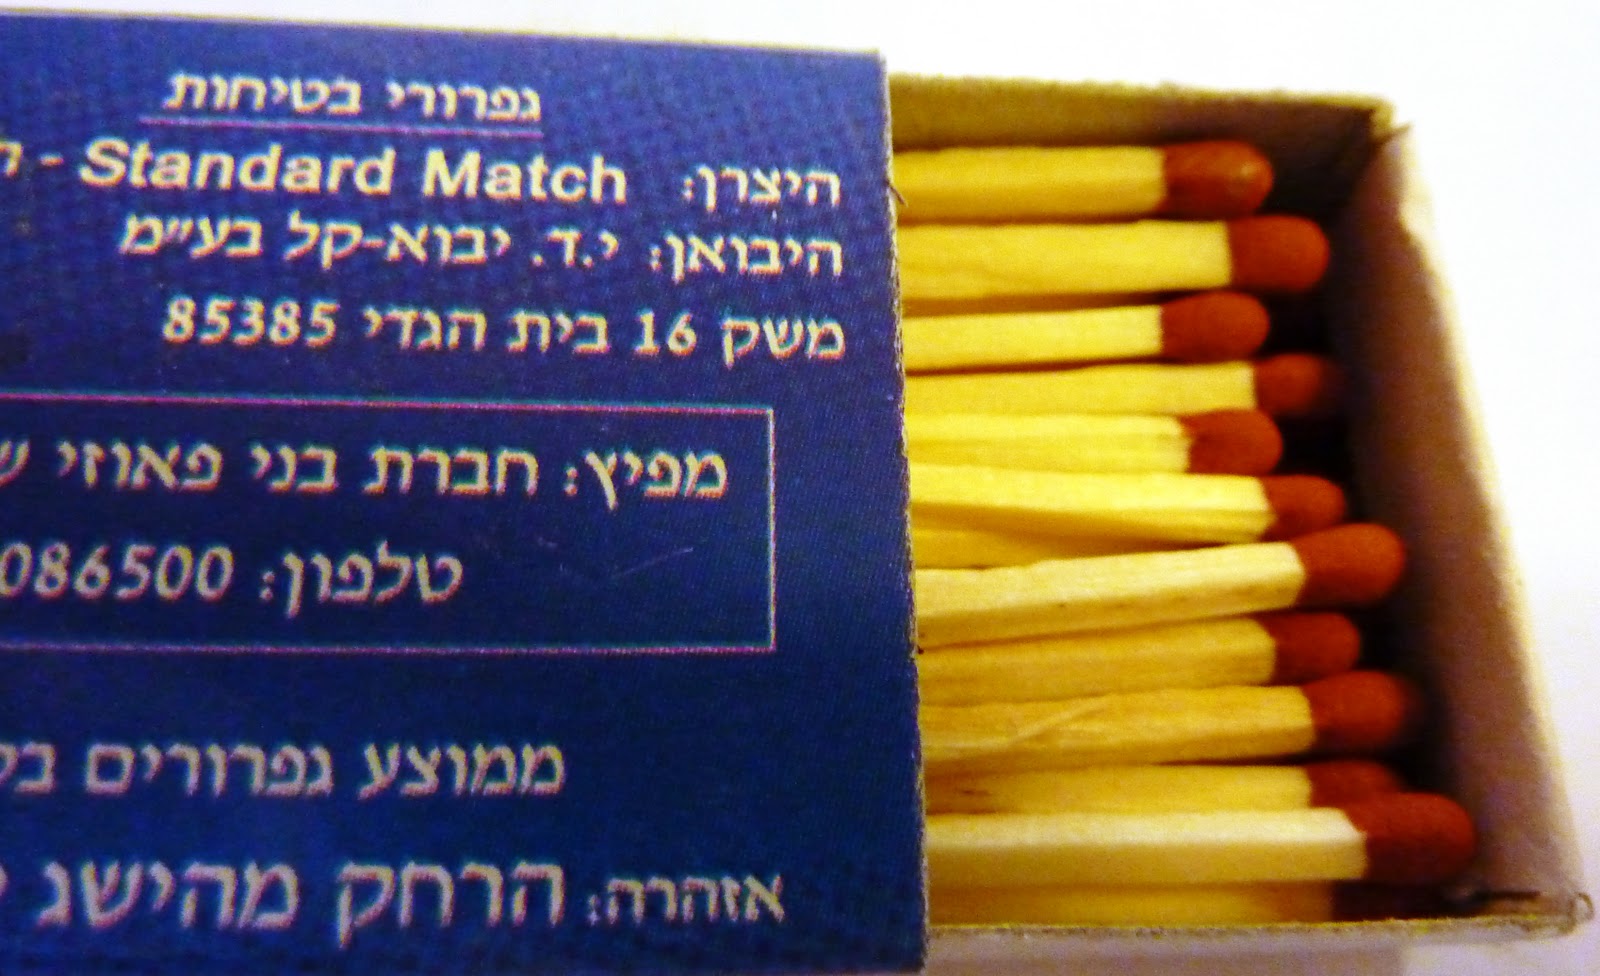 גפרורי בטיחות
היצרן: Standard Match -
היבואן: י.ד. יבוא-קל בע״מ
משק 16 בית הגדי 85385
מפיץ: חברת בני פאוזי
טלפון: 086500
ממוצע גפרורים
אזהרה: הרחק מהישג